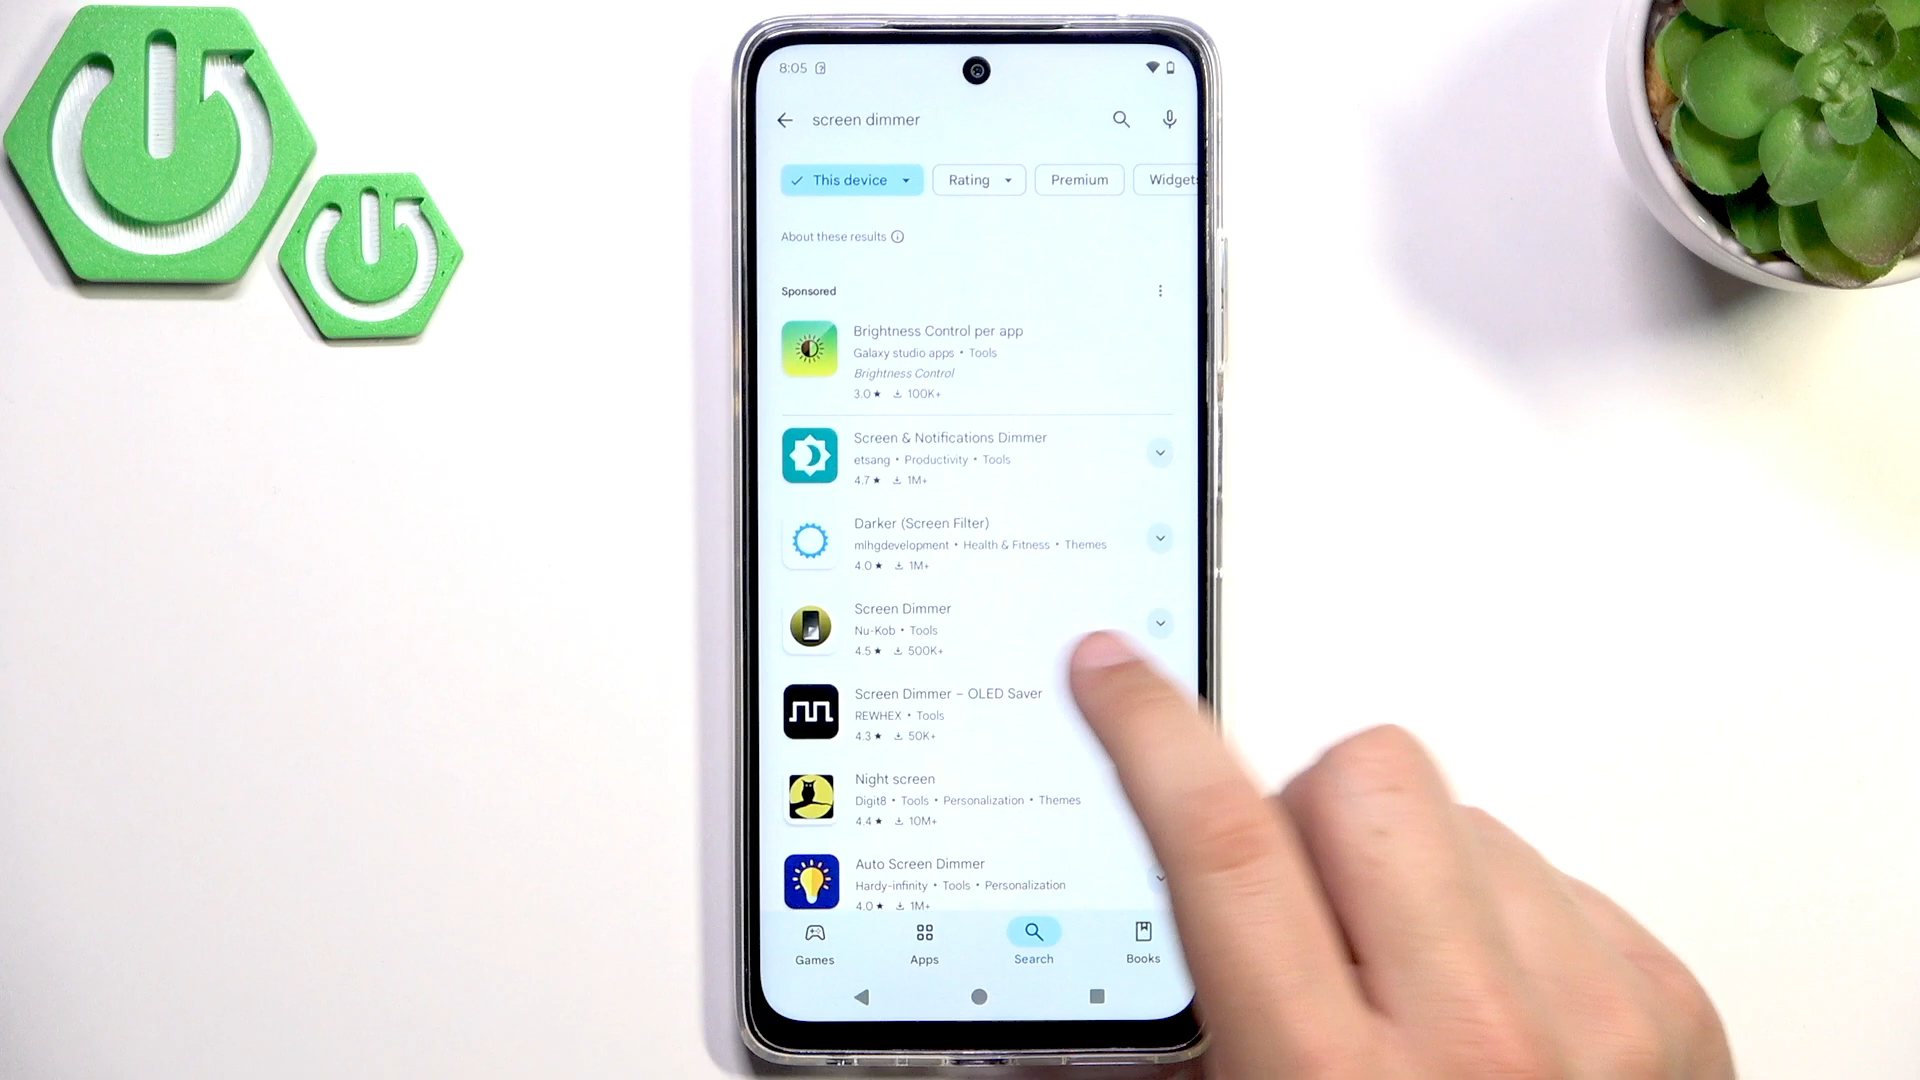 8:05
screen dimmer
This device
Rating
Premium
Widgets
About these results
Sponsored
Brightness Control per app
Galaxy studio apps • Tools
Brightness Control
3.0★ 100K+
Screen & Notifications Dimmer
etsang • Productivity • Tools
4.7★ 1M+
Darker (Screen Filter)
mlhgdevelopment • Health & Fitness • Themes
4.0★ 1M+
Screen Dimmer
Nu-Kob • Tools
4.5★ 500K+
Screen Dimmer – OLED Saver
REWHEX • Tools
4.3★ 50K+
Night screen
Digit8 • Tools • Personalization • Themes
4.4★ 10M+
Auto Screen Dimmer
Hardy-infinity • Tools • Personalization
4.0★ 1M+
Games
Apps
Search
Books